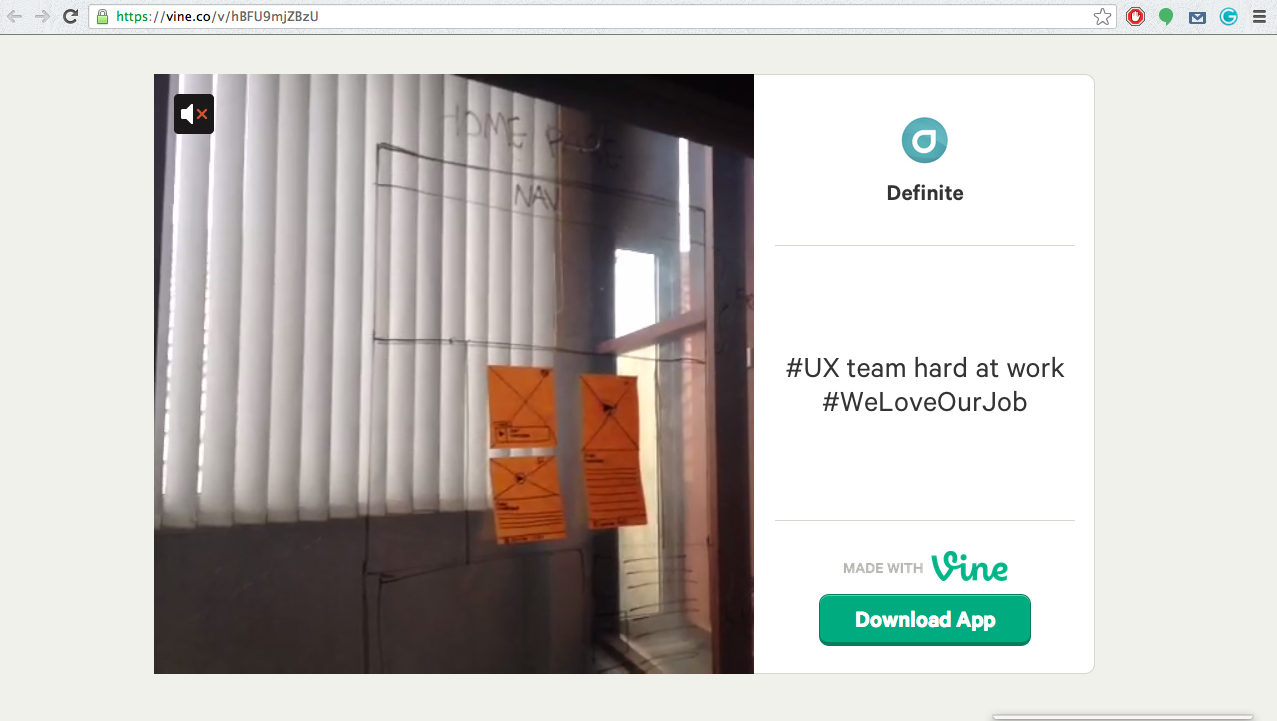 https://vine.co/v/hBFU9mjZBzU
HOME PAGE
NAV
Definite
#UX team hard at work
#WeLoveOurJob
MADE WITH Vine
Download App